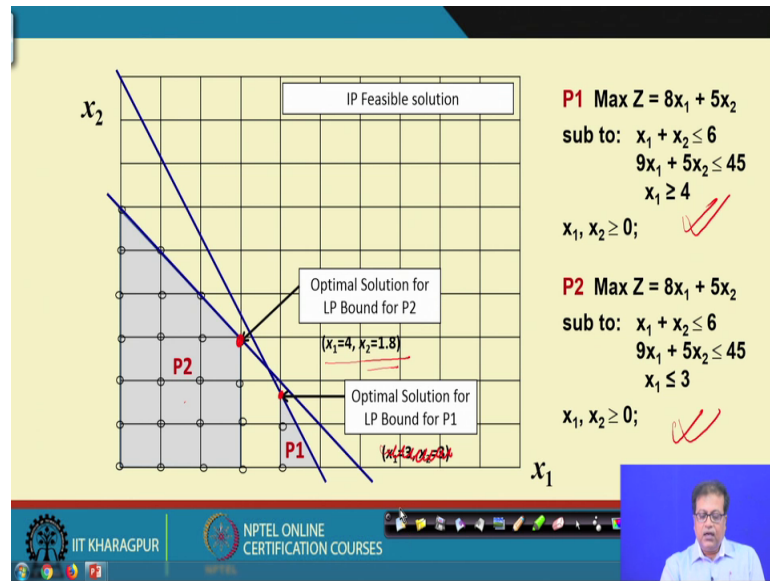 x₂
IP Feasible solution
Optimal Solution for
LP Bound for P2
(x₁=4, x₂=1.8)
P2
Optimal Solution for
LP Bound for P1
P1
x₁
P1 Max Z = 8x₁ + 5x₂
sub to: x₁ + x₂ ≤ 6
9x₁ + 5x₂ ≤ 45
x₁ ≥ 4
x₁, x₂ ≥ 0;
P2 Max Z = 8x₁ + 5x₂
sub to: x₁ + x₂ ≤ 6
9x₁ + 5x₂ ≤ 45
x₁ ≤ 3
x₁, x₂ ≥ 0;
IIT KHARAGPUR
NPTEL ONLINE
CERTIFICATION COURSES